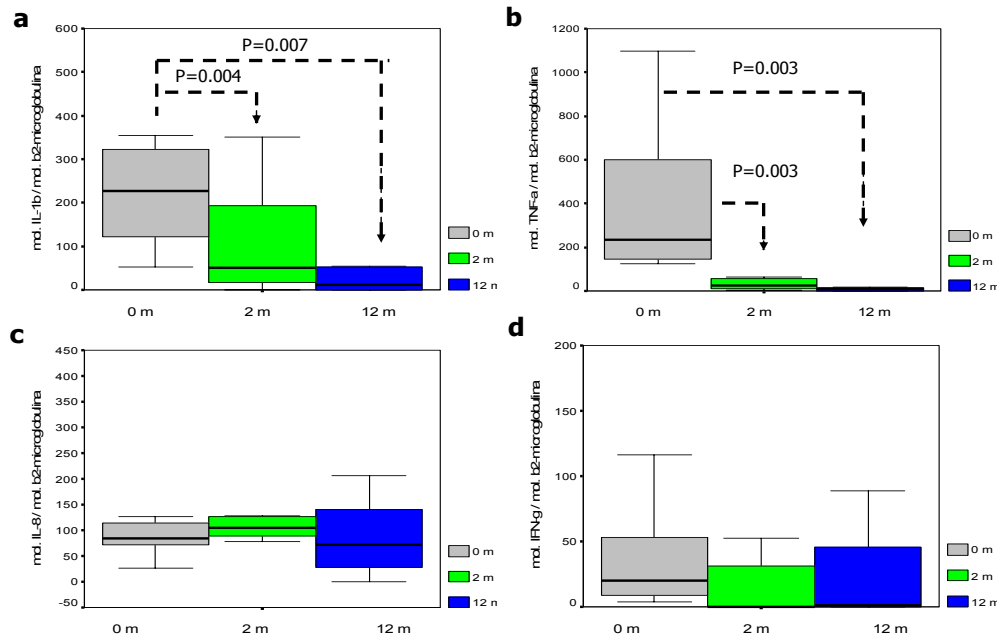 a
600
500
400
300
200
100
0
mol. IL-1b / mol. b2-microglobulina
P=0.007
P=0.004
0 m
2 m
12 m
0 m
2 m
12 m
b
1200
1000
800
600
400
200
0
mol. TNF-a / mol. b2-microglobulina
P=0.003
P=0.003
0 m
2 m
12 m
0 m
2 m
12 m
c
450
400
350
300
250
200
150
100
50
0
-50
mol. IL-8 / mol. b2-microglobulina
0 m
2 m
12 m
0 m
2 m
12 m
d
200
150
100
50
0
mol. IFN-g / mol. b2-microglobulina
0 m
2 m
12 m
0 m
2 m
12 m